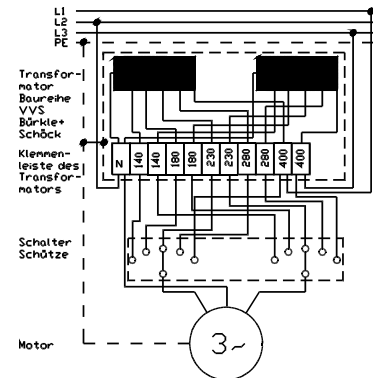 L1
L2
L3
PE
Transfor-
mator
Baureihe
VVS
Bürkle+
Schöck
Klemmen-
leiste des
Transfor-
mators
N 140 140 180 180 230 230 280 280 400 400
Schalter
Schütze
Motor
3~